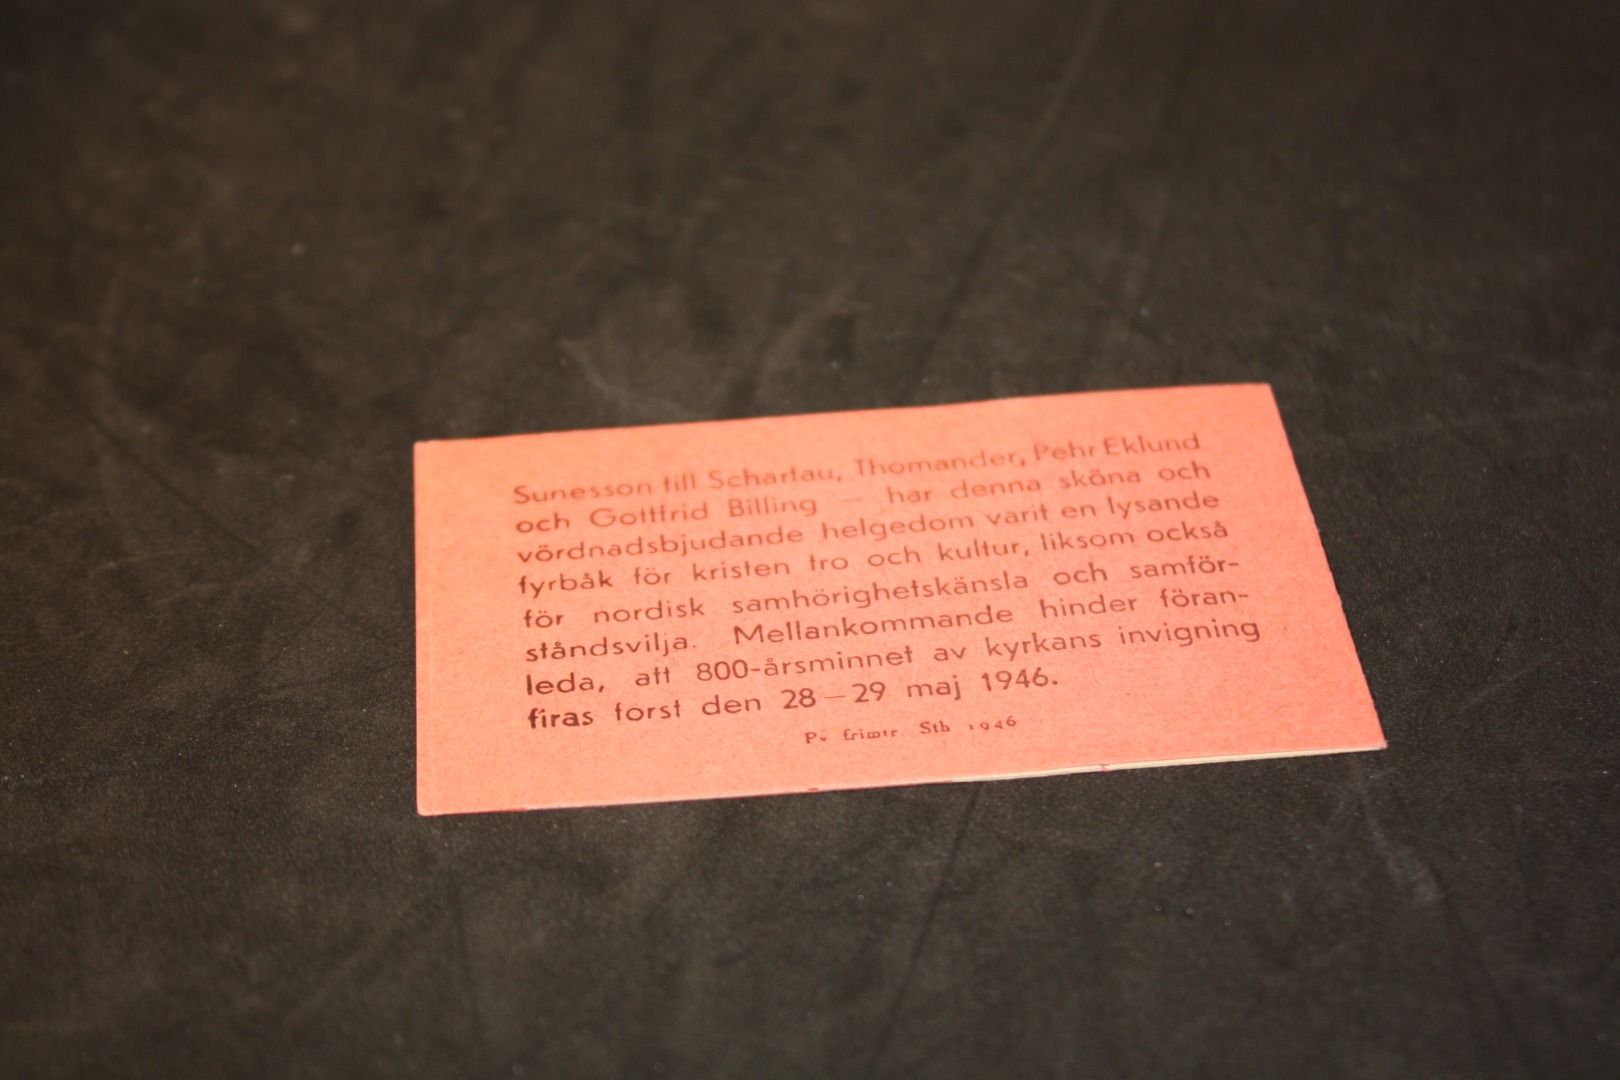 Sunesson till Schartau, Thomander, Pehr Eklund
och Gottfrid Billing — har denna sköna och
vördnadsbjudande helgedom varit en lysande
fyrbåk för kristen tro och kultur, liksom också
för nordisk samhörighetskänsla och samför-
ståndsvilja. Mellankommande hinder föran-
leda, att 800-årsminnet av kyrkans invigning
firas först den 28—29 maj 1946.
Sth 1946